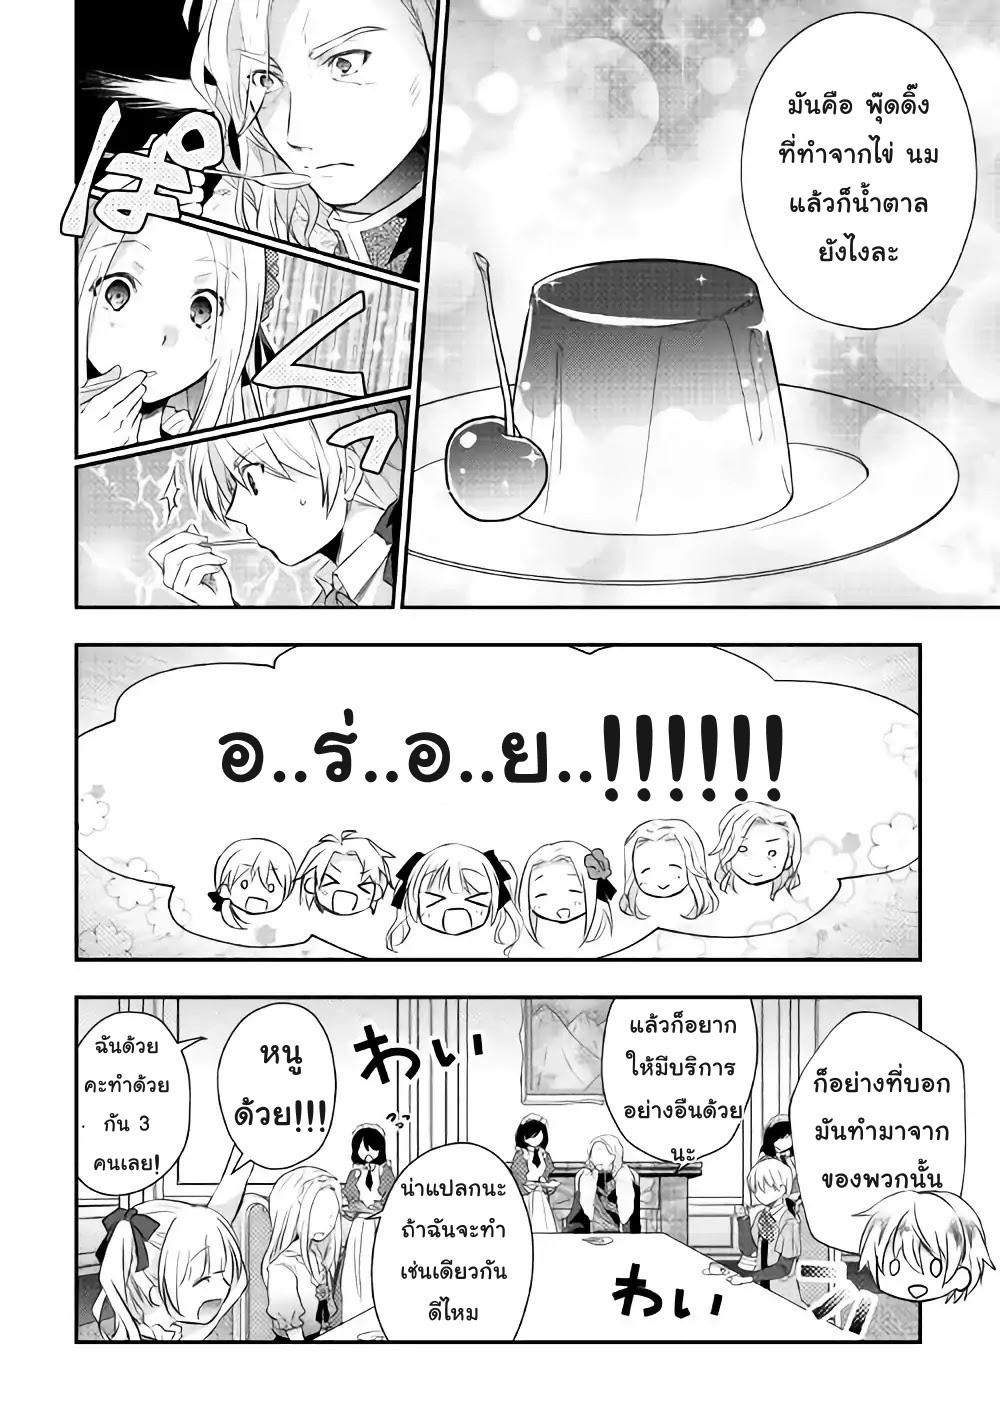 มันคือ พุ๊ดดิ๊ง
ที่ทำจากไข่ นม
แล้วก็น้ำตาล
ยังไงละ
ぱ
く
っ
อ..ร่..อ..ย..!!!!!!
ก็อย่างที่บอก
มันทำมาจาก
ของพวกนั้น
แล้วก็อยาก
ให้มีบริการ
อย่างอื่นด้วย
นะ
わい
หนู
ด้วย!!!
ฉันด้วย
คะทำด้วย
กัน 3
คนเลย!
น่าแปลกนะ
ถ้าฉันจะทำ
เช่นเดียวกัน
ดีไหม
わい